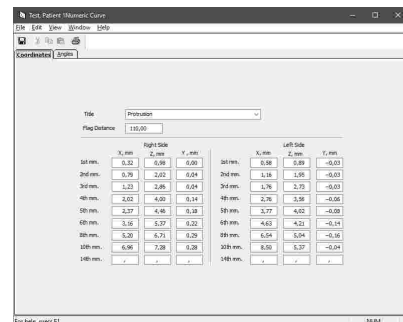 Test, Patient 1Numeric Curve
File Edit View Window Help
Coordinates Angles
Title Protrusion
Flag Distance 110,00
Right Side Left Side
X, mm Z, mm Y, mm X, mm Z, mm Y, mm
1st mm. 0,32 0,98 0,00 1st mm. 0,58 0,89 -0,03
2nd mm. 0,75 2,02 0,04 2nd mm. 1,16 1,95 -0,03
3rd mm. 1,23 2,86 0,04 3rd mm. 1,76 2,73 -0,03
4th mm. 2,02 4,00 0,14 4th mm. 2,76 3,36 -0,06
5th mm. 2,37 4,46 0,18 5th mm. 3,77 4,02 -0,08
6th mm. 3,16 5,37 0,22 6th mm. 4,63 4,21 -0,14
8th mm. 5,20 6,71 0,29 8th mm. 6,54 5,04 -0,16
10th mm. 6,96 7,28 0,28 10th mm. 8,50 5,37 -0,04
14th mm. , , , 14th mm. , , ,
For help, press F1 NUM